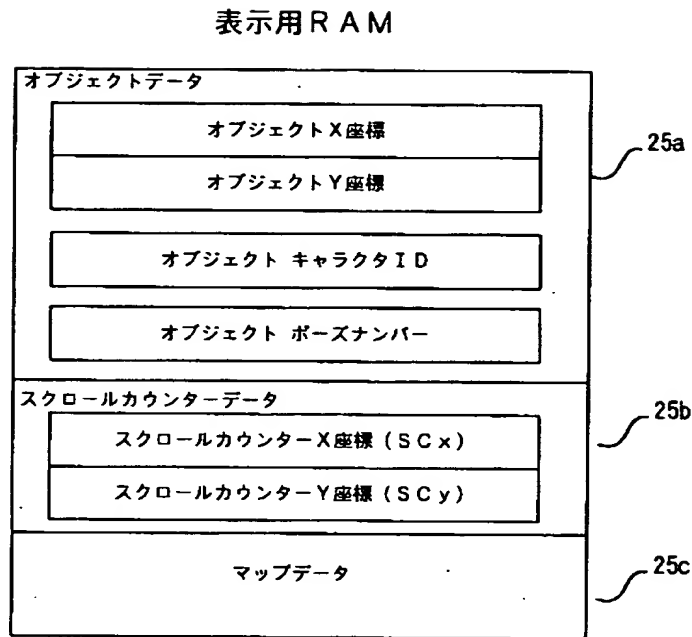 表示用RAM
オブジェクトデータ
オブジェクトX座標
25a
オブジェクトY座標
オブジェクト キャラクタID
オブジェクト ポーズナンバー
スクロールカウンターデータ
25b
スクロールカウンターX座標(SCx)
スクロールカウンターY座標(SCy)
マップデータ
25c